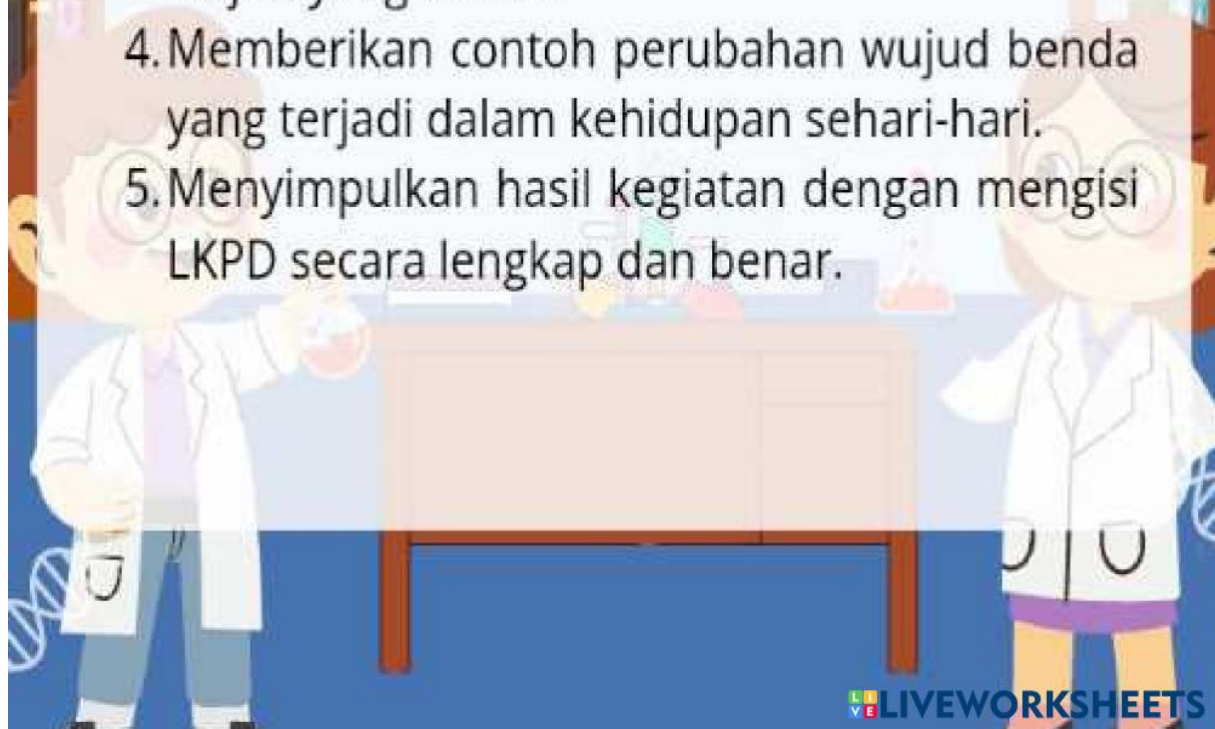 4. Memberikan contoh perubahan wujud benda
yang terjadi dalam kehidupan sehari-hari.
5. Menyimpulkan hasil kegiatan dengan mengisi
LKPD secara lengkap dan benar.
LIVE LIVEWORKSHEETS